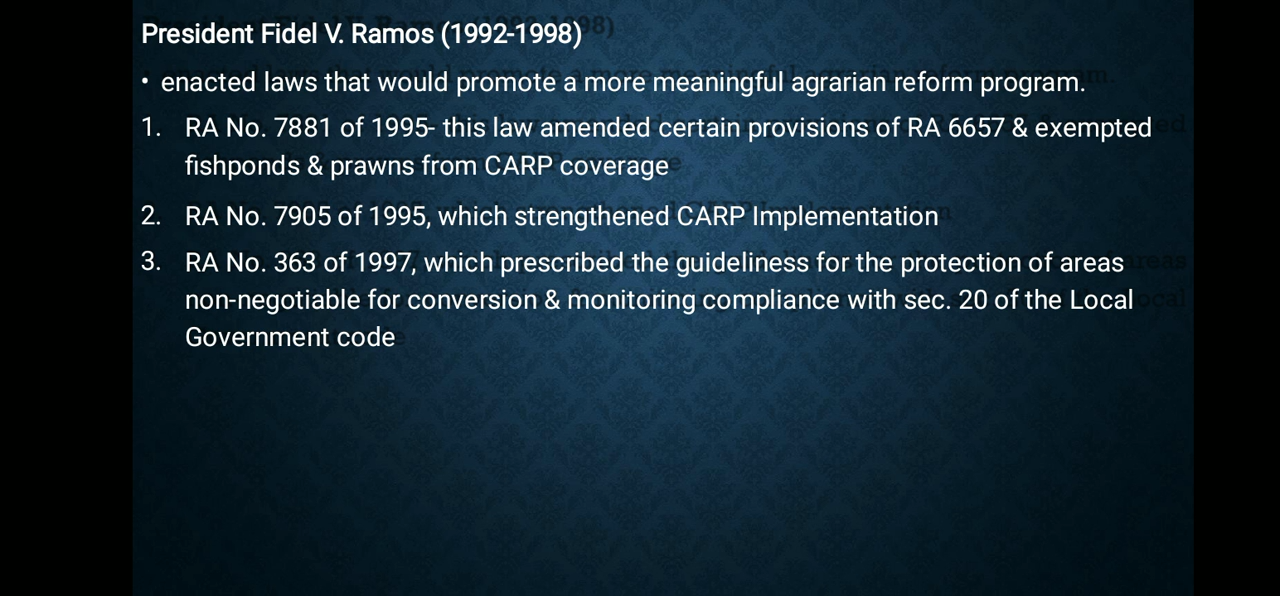 President Fidel V. Ramos (1992-1998)
• enacted laws that would promote a more meaningful agrarian reform program.
1. RA No. 7881 of 1995- this law amended certain provisions of RA 6657 & exempted
fishponds & prawns from CARP coverage
2. RA No. 7905 of 1995, which strengthened CARP Implementation
3. RA No. 363 of 1997, which prescribed the guideliness for the protection of areas
non-negotiable for conversion & monitoring compliance with sec. 20 of the Local
Government code